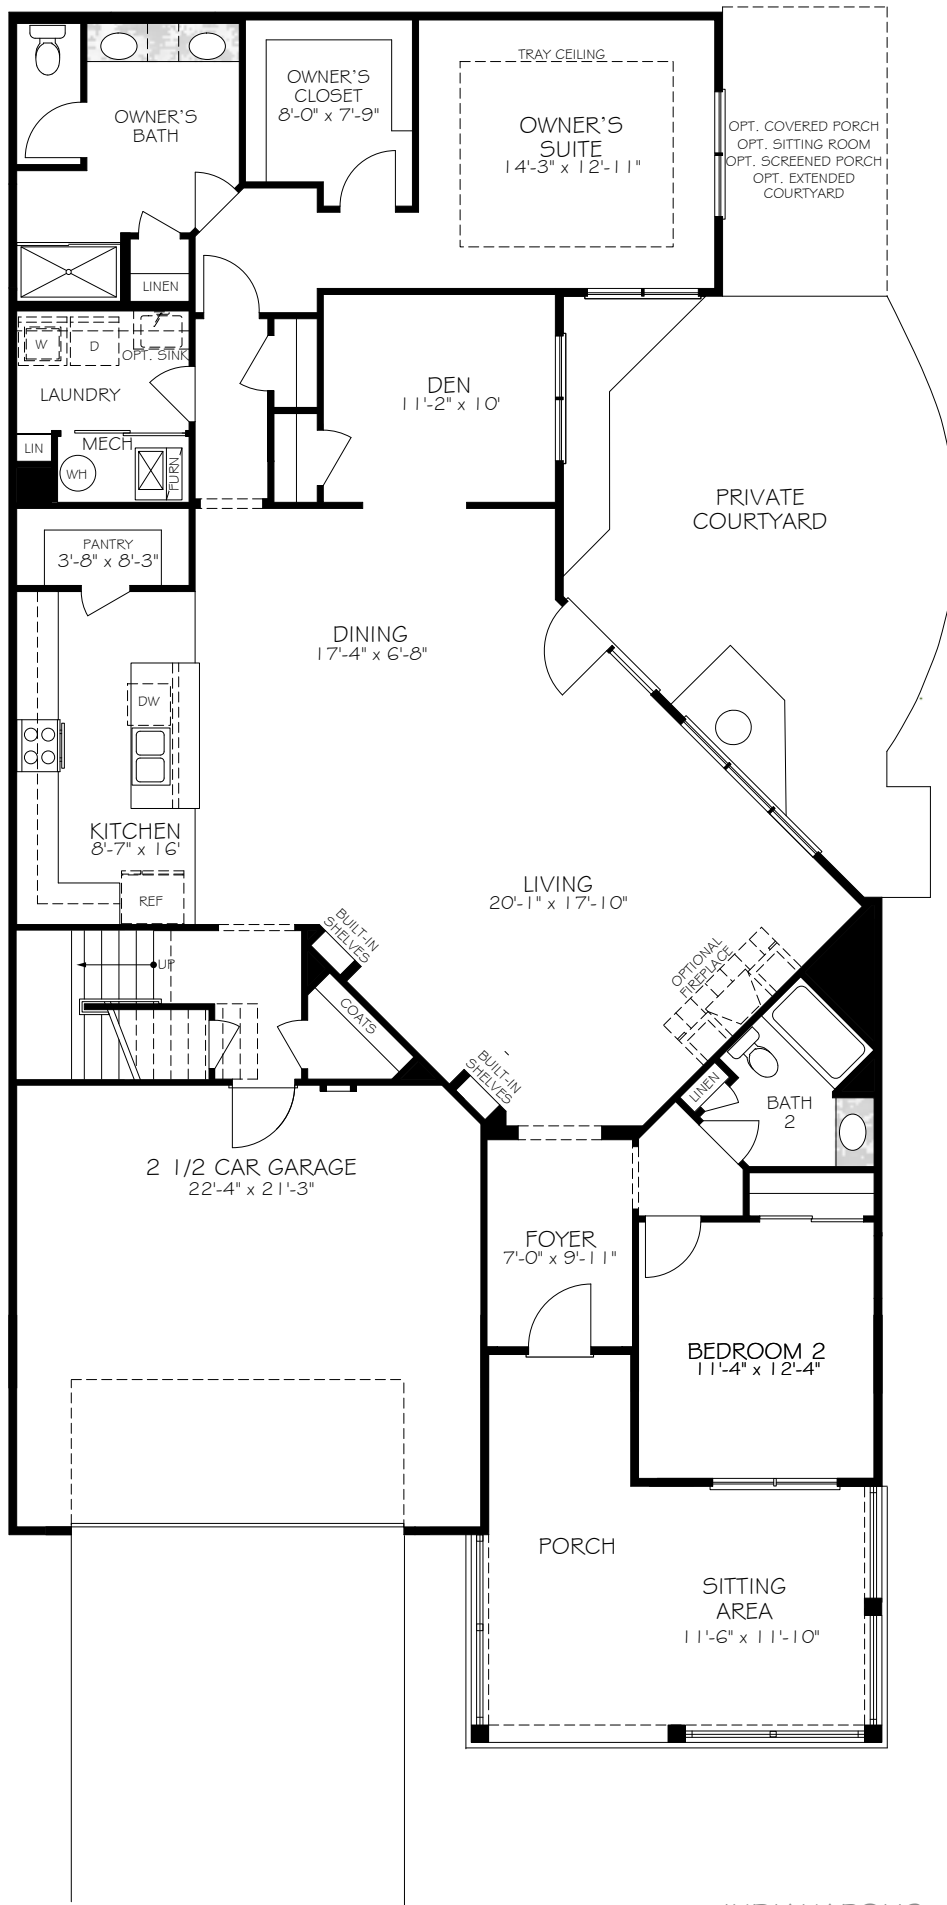 TRAY CEILING
OWNER'S
CLOSET
8'-0" x 7'-9"
OWNER'S
BATH
OWNER'S
SUITE
14'-3" x 12'-11"
OPT. COVERED PORCH
OPT. SITTING ROOM
OPT. SCREENED PORCH
OPT. EXTENDED
COURTYARD
LINEN
W
D
OPT. SINK
LAUNDRY
DEN
11'-2" x 10'
LIN
MECH
WH
FURN
PRIVATE
COURTYARD
PANTRY
3'-8" x 8'-3"
DINING
17'-4" x 6'-8"
DW
KITCHEN
8'-7" x 16'
REF
LIVING
20'-1" x 17'-10"
BUILT-IN
SHELVES
OPTIONAL
FIREPLACE
UP
COATS
BUILT-IN
SHELVES
LINEN
BATH
2
2 1/2 CAR GARAGE
22'-4" x 21'-3"
FOYER
7'-0" x 9'-11"
BEDROOM 2
11'-4" x 12'-4"
PORCH
SITTING
AREA
11'-6" x 11'-10"